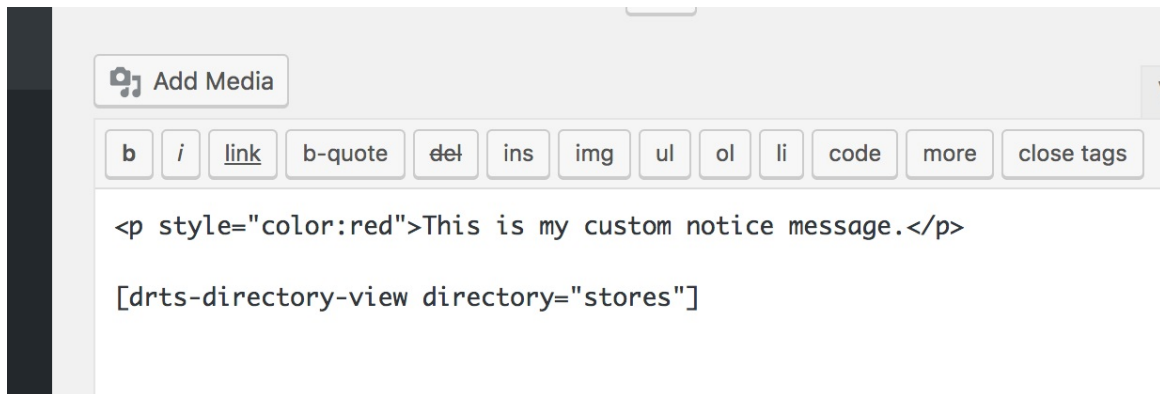 Add Media
b i link b-quote del ins img ul ol li code more close tags
<p style="color:red">This is my custom notice message.</p>
[drts-directory-view directory="stores"]